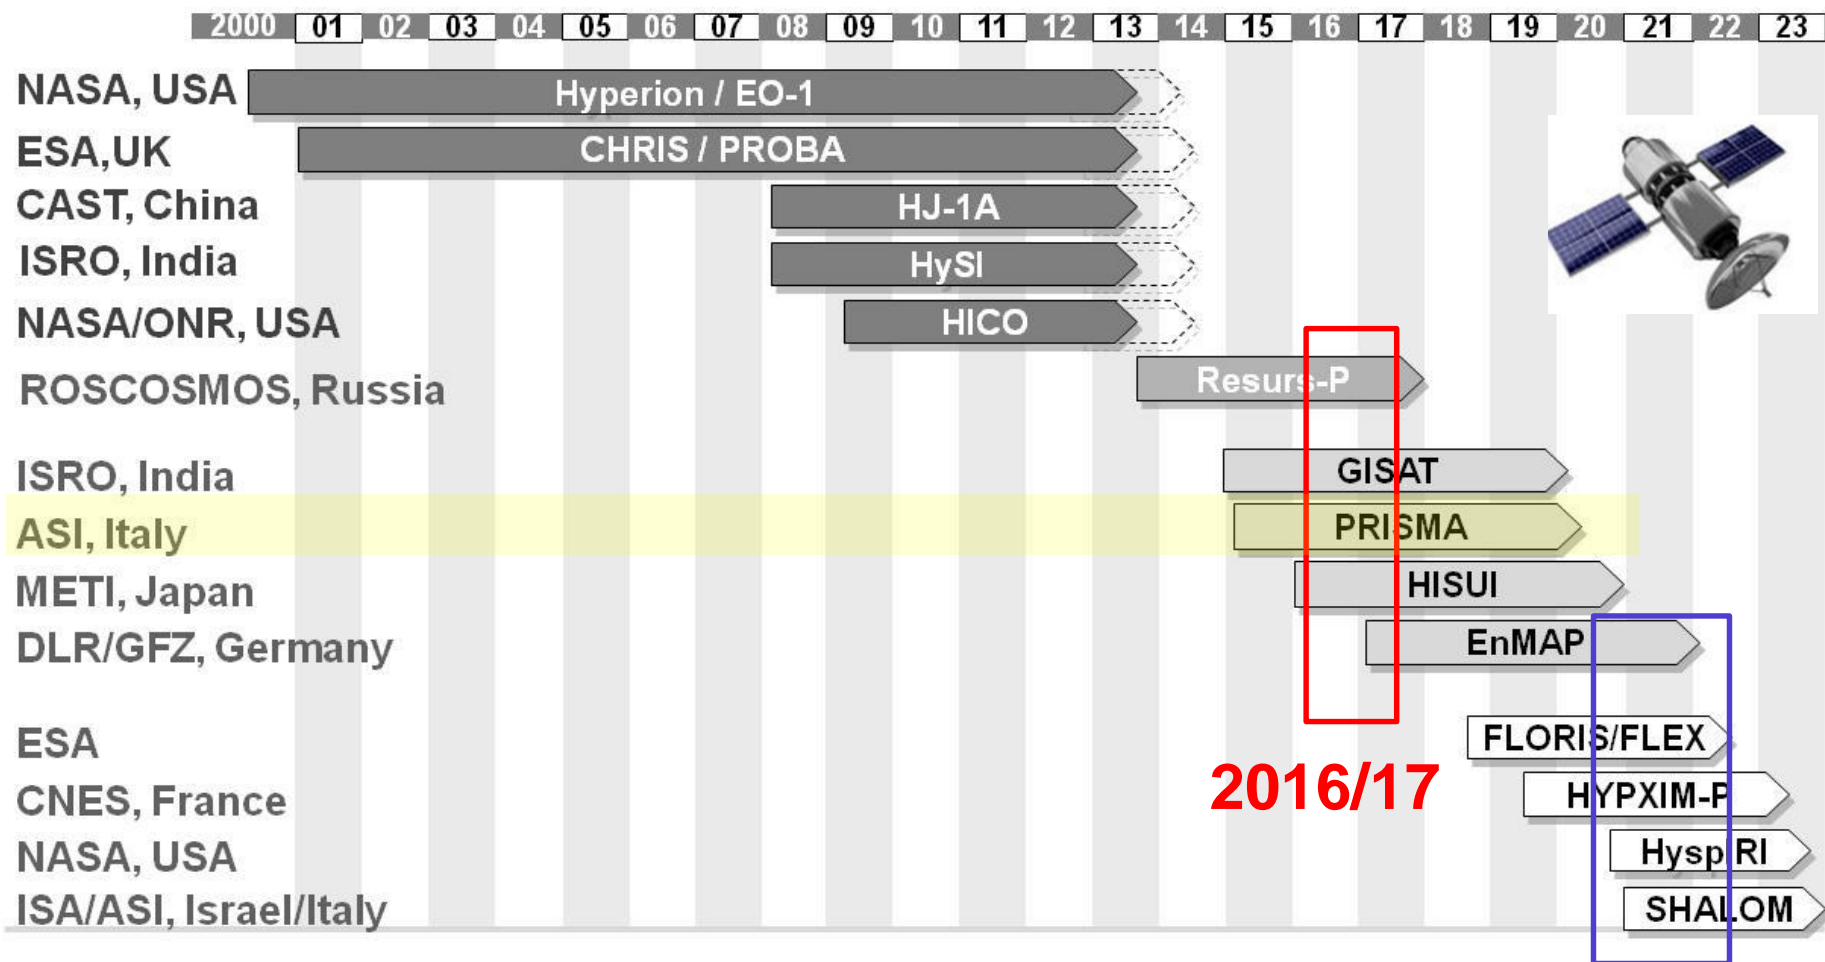 2000 01 02 03 04 05 06 07 08 09 10 11 12 13 14 15 16 17 18 19 20 21 22 23
NASA, USA Hyperion / EO-1
ESA,UK CHRIS / PROBA
CAST, China HJ-1A
ISRO, India HySI
NASA/ONR, USA HICO
ROSCOSMOS, Russia Resurs-P
ISRO, India GISAT
ASI, Italy PRISMA
METI, Japan HISUI
DLR/GFZ, Germany EnMAP
ESA FLORIS/FLEX
2016/17
CNES, France HYPXIM-P
NASA, USA HyspIRI
ISA/ASI, Israel/Italy SHALOM